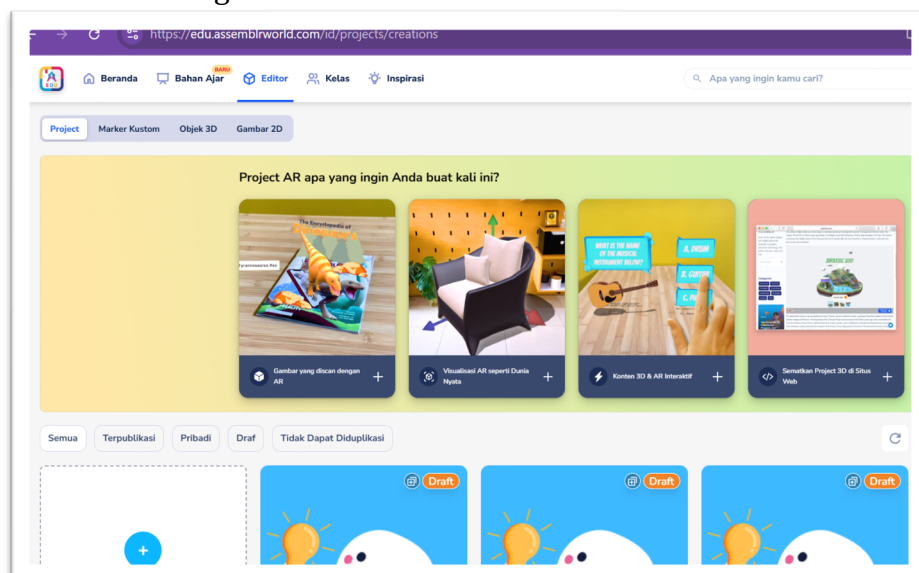 https://edu.assemblrworld.com/id/projects/creations
EDU
Beranda
Bahan Ajar
BARU
Editor
Kelas
Inspirasi
Apa yang ingin kamu cari?
Project
Marker Kustom
Objek 3D
Gambar 2D
Project AR apa yang ingin Anda buat kali ini?
The Encyclopedia of
Tyrannosaurus Rex
WHAT IS THE NAME
OF THE MUSICAL
INSTRUMENT BELOW?
A. DRUM
B. GUITAR
JURASSIC GOO
Gambar yang discan dengan
AR
Visualisasi AR seperti Dunia
Nyata
Konten 3D & AR Interaktif
Sematkan Project 3D di Situs
Web
Semua
Terpublikasi
Pribadi
Draf
Tidak Dapat Diduplikasi
Draft
Draft
Draft